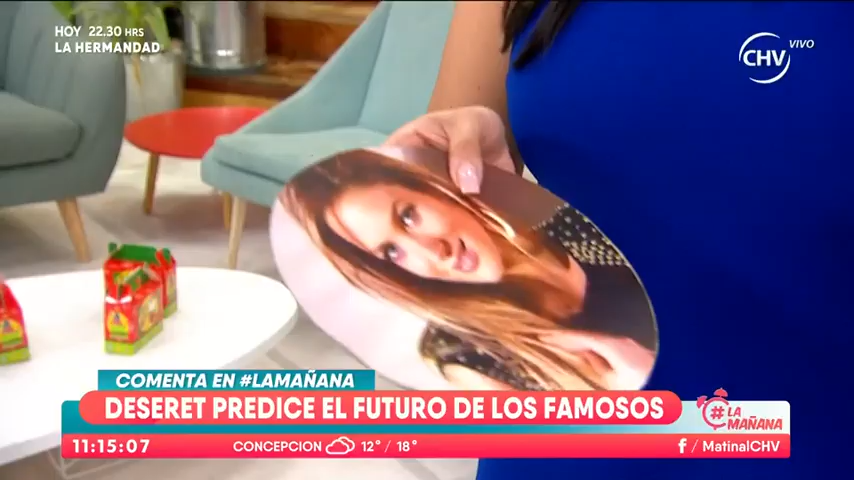 HOY 22.30 HRS
LA HERMANDAD
CHV VIVO
COMENTA EN #LAMAÑANA
DESERET PREDICE EL FUTURO DE LOS FAMOSOS
#LA MAÑANA
11:15:07 CONCEPCION 12° / 18° f / MatinalCHV